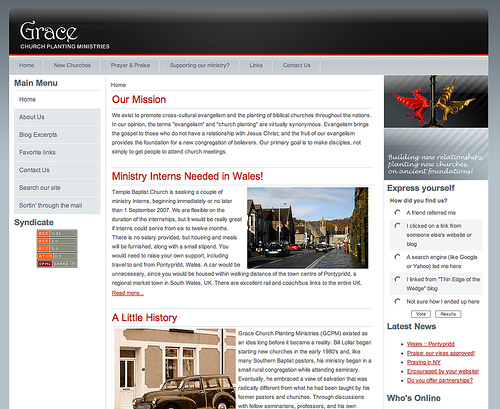 Grace
CHURCH PLANTING MINISTRIES
Home
New Churches
Prayer & Praise
Supporting our ministry?
Links
Contact Us
Main Menu
Home
About Us
Blog Excerpts
Favorite links
Contact Us
Search our site
Sortin' through the mail
Syndicate
Home
Our Mission
We exist to promote cross-cultural evangelism and the planting of biblical churches throughout the nations.
In our opinion, the terms "evangelism" and "church planting" are virtually synonymous. Evangelism brings
the gospel to those who do not have a relationship with Jesus Christ; and the fruit of our evangelism
provides the foundation for a new congregation of believers. Our primary goal is to make disciples, not
simply to get people to attend church meetings.
Ministry Interns Needed in Wales!
Temple Baptist Church is seeking a couple of
ministry interns, beginning immediately or no later
than 1 September 2007. We are flexible on the
duration of the internships, but it would be really great
if interns could serve from six to twelve months.
There is no salary provided, but housing and meals
will be furnished, along with a small stipend. You
would need to raise your own support, including
travel to and from Pontypridd, Wales. A car would be
unnecessary, since you would be housed within walking distance of the town centre of Pontypridd, a
regional market town in South Wales, UK. There are excellent rail and coach/bus links to the entire UK.
Read more...
A Little History
Grace Church Planting Ministries (GCPM) existed as
an idea long before it became a reality. Bill Lollar began
starting new churches in the early 1980's and, like
many Southern Baptist pastors, his ministry began in a
small rural congregation while attending seminary.
Eventually, he embraced a view of salvation that was
radically different from what he had been taught by his
former pastors and churches. Through discussions
with fellow seminarians, professors, and his own
Building new relationships,
planting new churches,
on ancient foundations!
Express yourself
How did you find us?
A friend referred me
I clicked on a link from
someone else's website or
blog
A search engine (like Google
or Yahoo) led me here
I linked from "Thin Edge of the
Wedge" blog
Not sure how I ended up here
Vote
Results
Latest News
Wales :: Pontypridd
Praise: our visas approved!
Praying in NY
Encouraged by your website!
Do you offer partnerships?
Who's Online